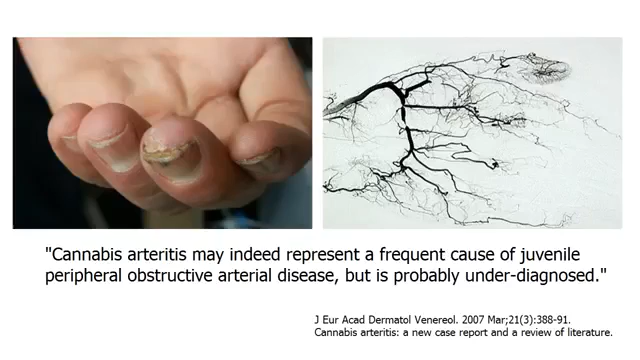 "Cannabis arteritis may indeed represent a frequent cause of juvenile
peripheral obstructive arterial disease, but is probably under-diagnosed."
J Eur Acad Dermatol Venereol. 2007 Mar;21(3):388-91.
Cannabis arteritis: a new case report and a review of literature.